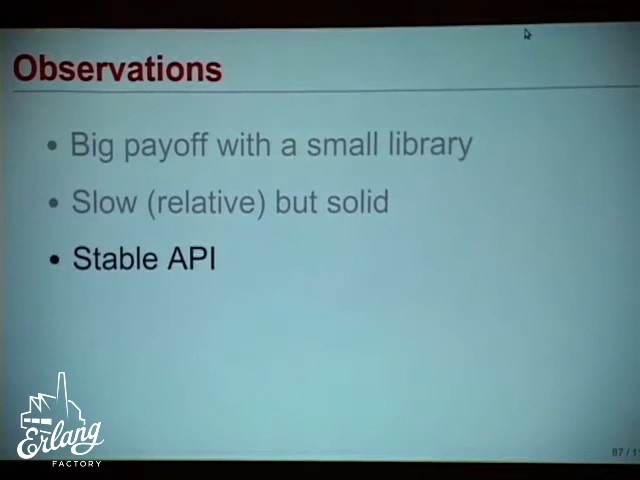 Observations
• Big payoff with a small library
• Slow (relative) but solid
• Stable API
Erlang
FACTORY